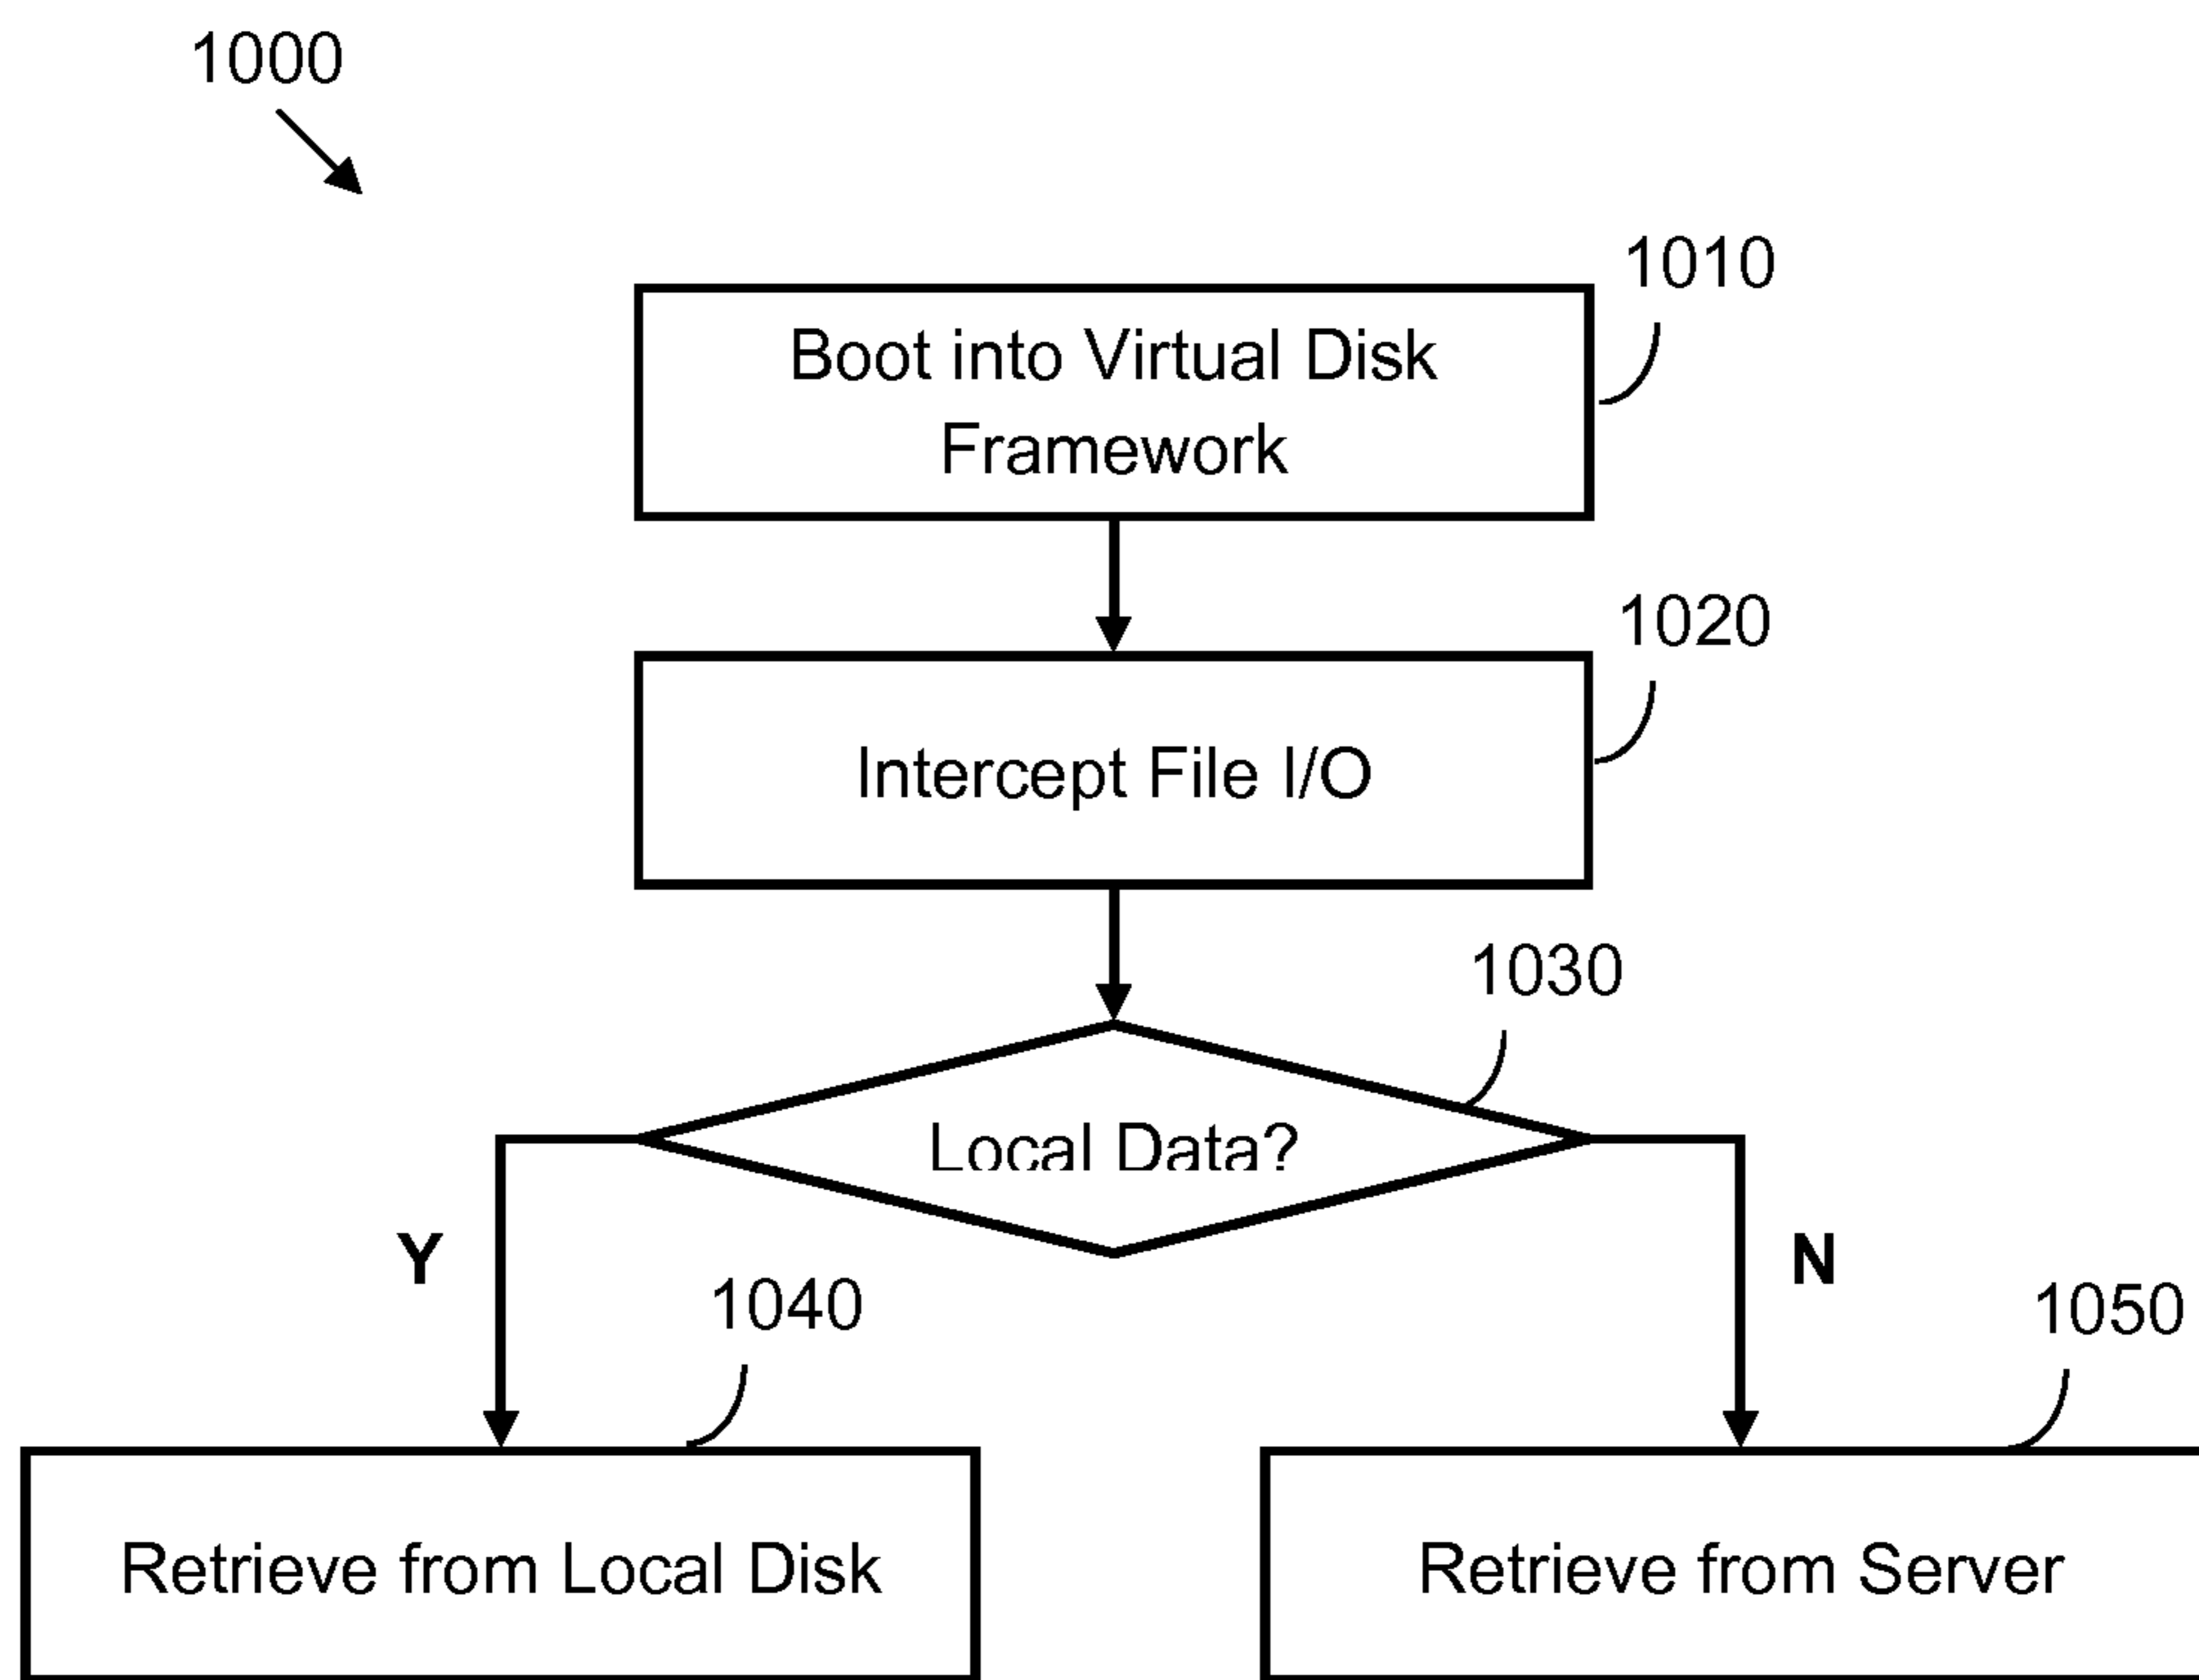 1000
1010
Boot into Virtual Disk
Framework
1020
Intercept File I/O
1030
Local Data?
Y
N
1040
1050
Retrieve from Local Disk
Retrieve from Server